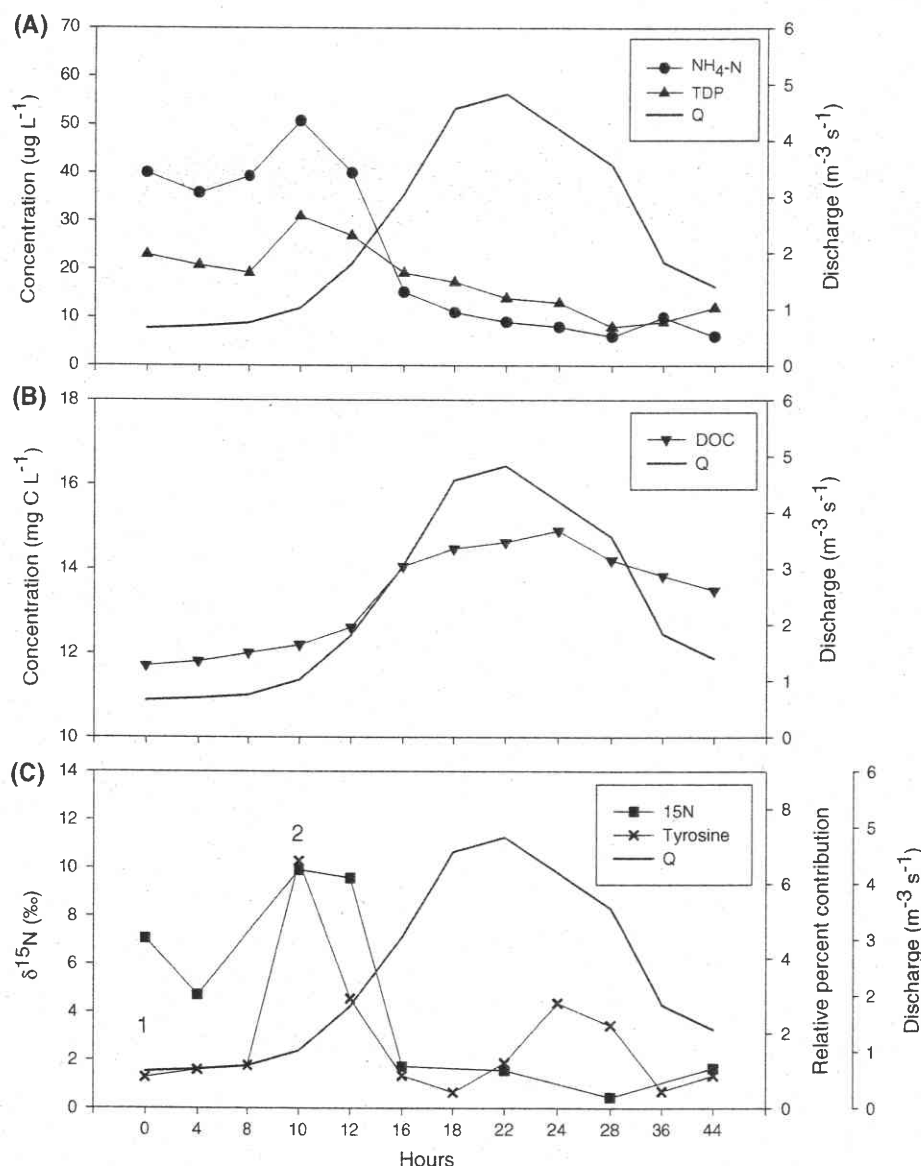 (A)
70
60
50
40
30
20
10
0
Concentration (ug L-1)
6
5
4
3
2
1
0
Discharge (m-3 s-1)
NH4-N
TDP
Q
(B)
18
16
14
12
10
Concentration (mg C L-1)
6
5
4
3
2
1
0
Discharge (m-3 s-1)
DOC
Q
(C)
14
12
10
8
6
4
2
0
δ15N (‰)
1
2
8
6
4
2
0
Relative percent contribution
6
5
4
3
2
1
0
Discharge (m-3 s-1)
15N
Tyrosine
Q
0 4 8 10 12 16 18 22 24 28 36 44
Hours